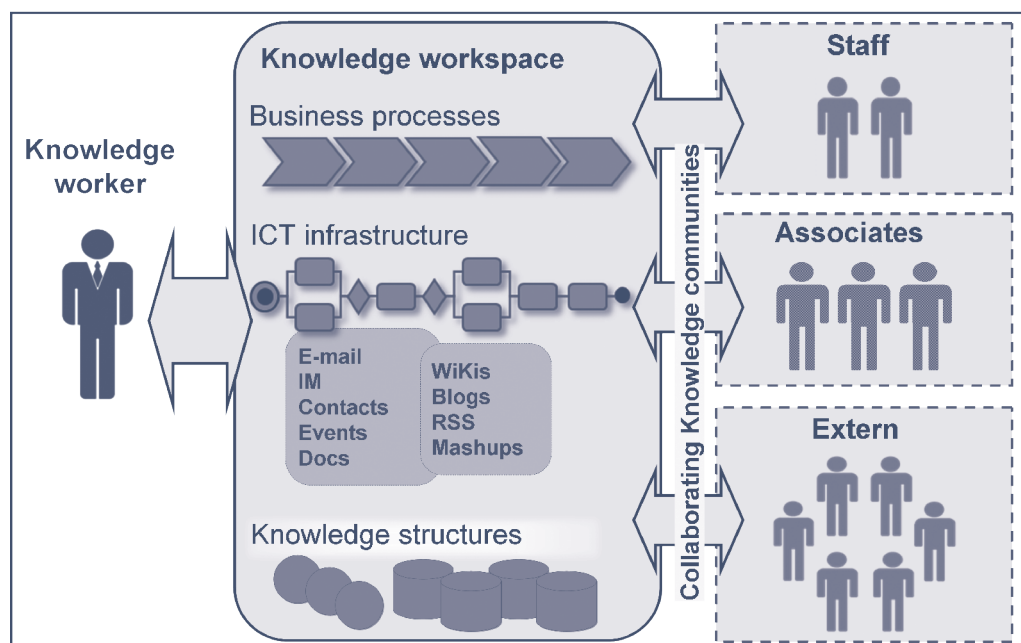 Knowledge
worker
Knowledge workspace
Business processes
ICT infrastructure
E-mail
IM
Contacts
Events
Docs
WiKis
Blogs
RSS
Mashups
Knowledge structures
Collaborating Knowledge communities
Staff
Associates
Extern